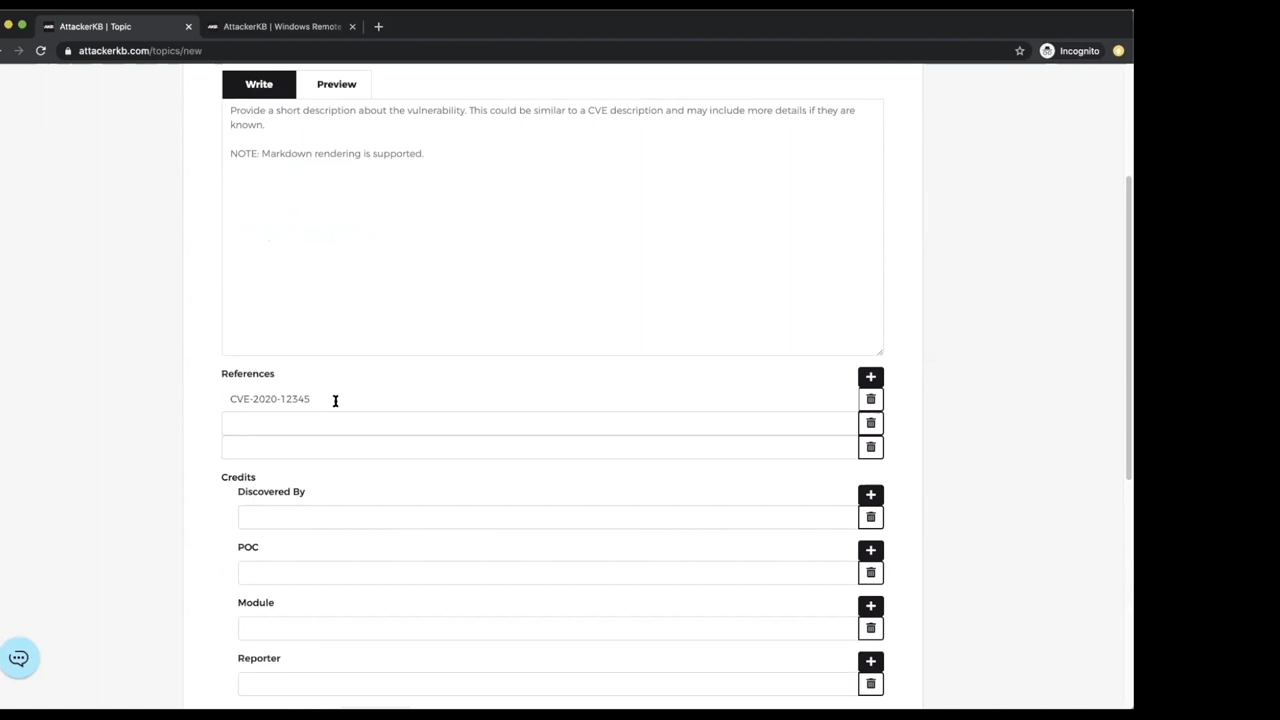 AttackerKB | Topic
AttackerKB | Windows Remote
attackerkb.com/topics/new
Incognito
Write
Preview
Provide a short description about the vulnerability. This could be similar to a CVE description and may include more details if they are
known.
NOTE: Markdown rendering is supported.
References
CVE-2020-12345
Credits
Discovered By
POC
Module
Reporter